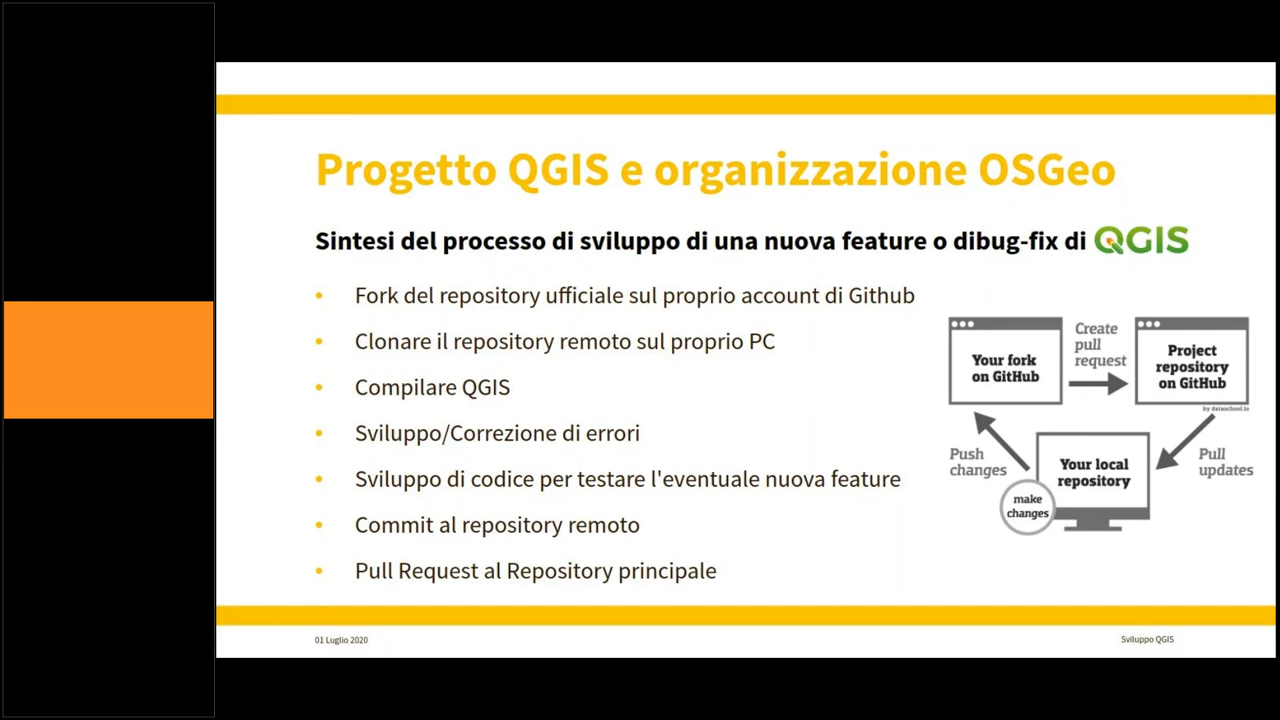 Progetto QGIS e organizzazione OSGeo
Sintesi del processo di sviluppo di una nuova feature o dibug-fix di QGIS
• Fork del repository ufficiale sul proprio account di Github
• Clonare il repository remoto sul proprio PC
• Compilare QGIS
• Sviluppo/Correzione di errori
• Sviluppo di codice per testare l'eventuale nuova feature
• Commit al repository remoto
• Pull Request al Repository principale
Your fork
on GitHub
Create
pull
request
Project
repository
on GitHub
by dataschool.io
Push
changes
make
changes
Your local
repository
Pull
updates
01 Luglio 2020
Sviluppo QGIS